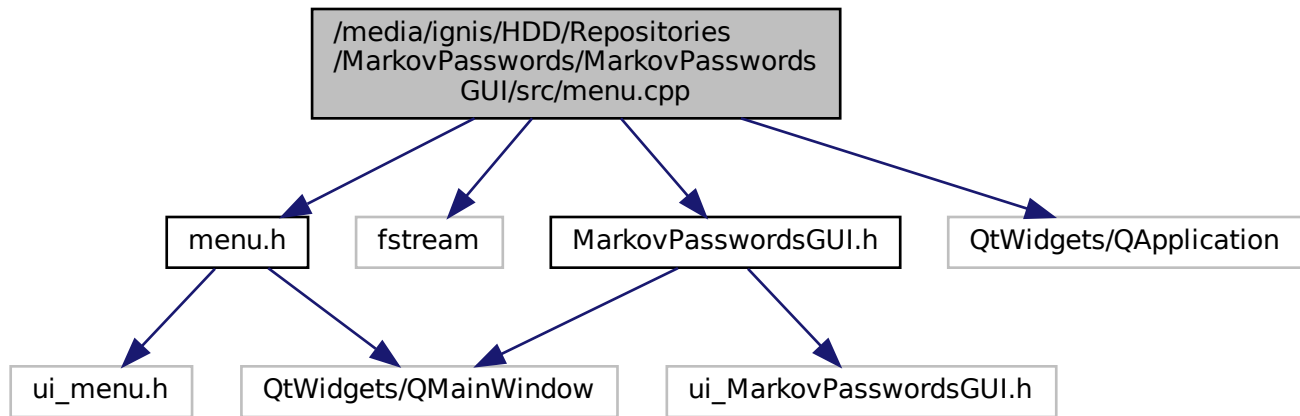 /media/ignis/HDD/Repositories
/MarkovPasswords/MarkovPasswords
GUI/src/menu.cpp
menu.h
fstream
MarkovPasswordsGUI.h
QtWidgets/QApplication
ui_menu.h
QtWidgets/QMainWindow
ui_MarkovPasswordsGUI.h